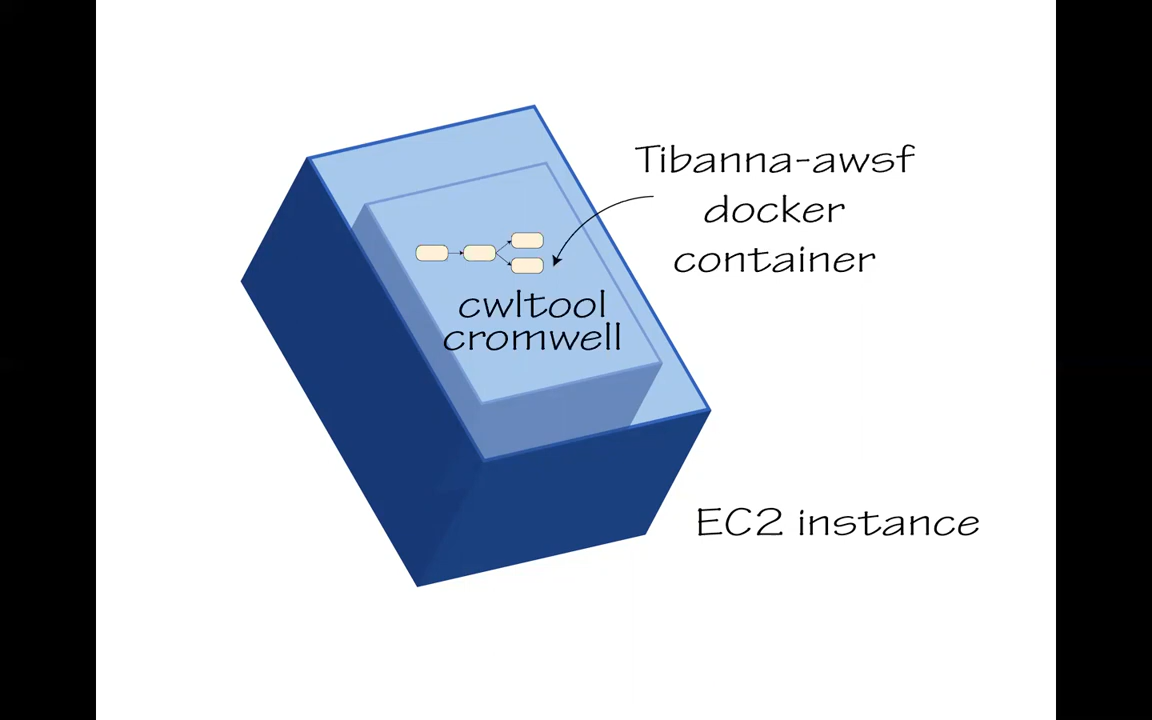 Tibanna-awsf
docker
container
cwltool
cromwell
EC2 instance